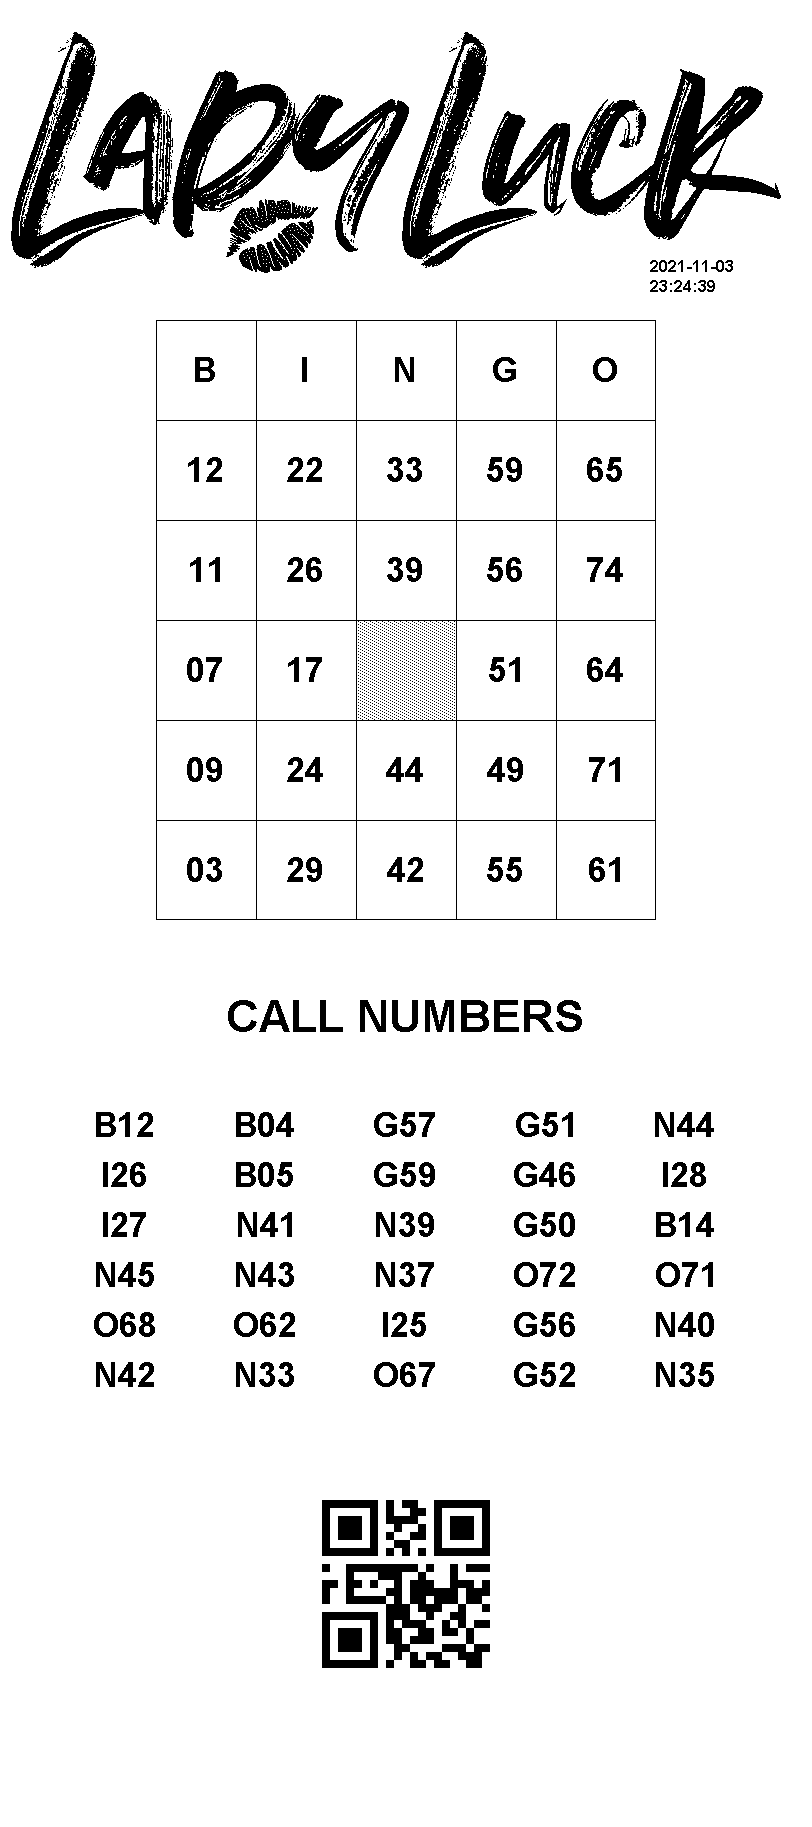 LADY LUCK
2021-11-03
23:24:39
B I N G O
12 22 33 59 65
11 26 39 56 74
07 17 51 64
09 24 44 49 71
03 29 42 55 61
CALL NUMBERS
B12 B04 G57 G51 N44
I26 B05 G59 G46 I28
I27 N41 N39 G50 B14
N45 N43 N37 O72 O71
O68 O62 I25 G56 N40
N42 N33 O67 G52 N35